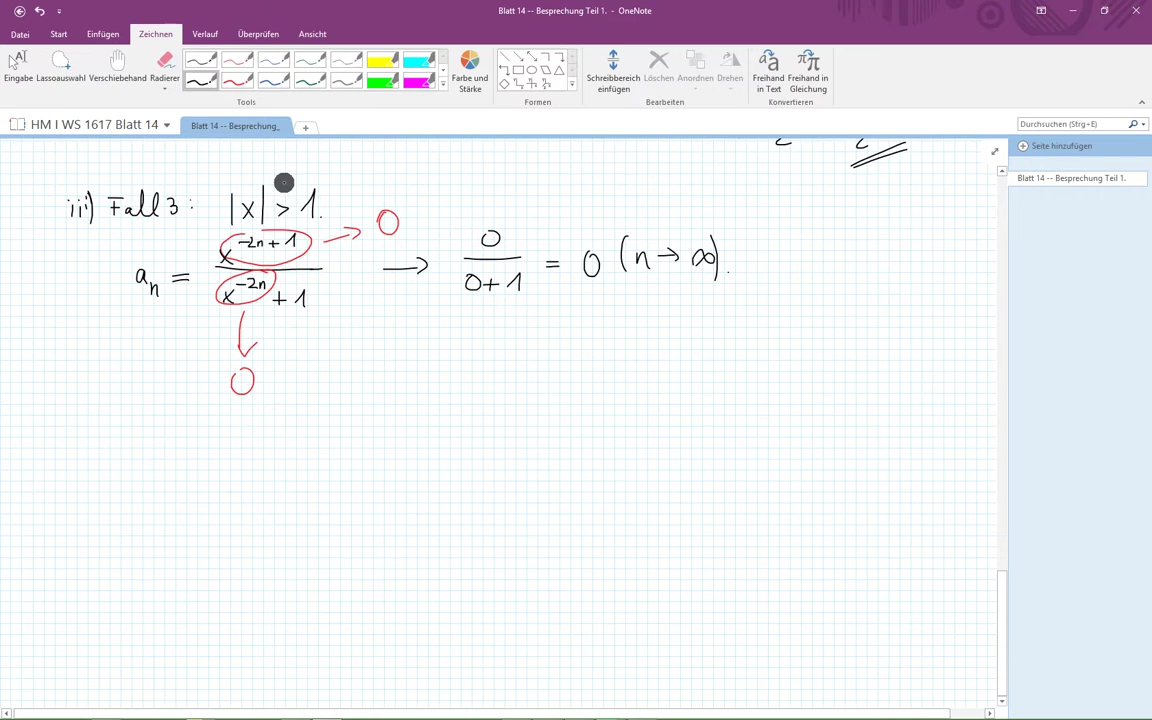 Blatt 14 -- Besprechung Teil 1. - OneNote
Datei Start Einfügen Zeichnen Verlauf Überprüfen Ansicht
Eingabe Lassoauswahl Verschiebehand Radierer
Farbe und Stärke
Schreibbereich einfügen
Löschen Anordnen Drehen
Freihand in Text
Freihand in Gleichung
Tools Formen Bearbeiten Konvertieren
HM I WS 1617 Blatt 14
Blatt 14 -- Besprechung_
Durchsuchen (Strg+E)
Seite hinzufügen
Blatt 14 -- Besprechung Teil 1.
iii) Fall 3: |x| > 1.
a_n = x^{-2n+1} / (x^{-2n} + 1) → 0 / (0+1) = 0 (n → ∞).
→ 0
↓
0